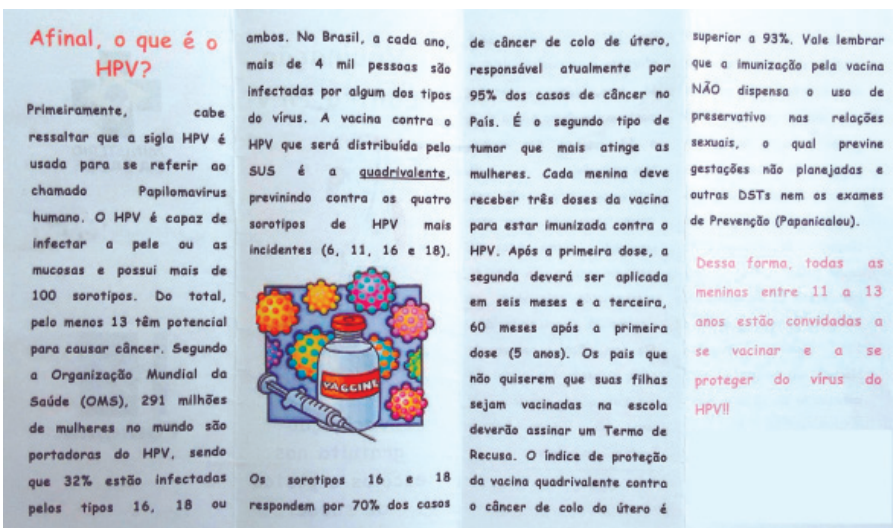 Afinal, o que é o
HPV?
Primeiramente, cabe
ressaltar que a sigla HPV é
usada para se referir ao
chamado Papilomavirus
humano. O HPV é capaz de
infectar a pele ou as
mucosas e possui mais de
100 sorotipos. Do total,
pelo menos 13 têm potencial
para causar câncer. Segundo
a Organização Mundial da
Saúde (OMS), 291 milhões
de mulheres no mundo são
portadoras do HPV, sendo
que 32% estão infectadas
pelos tipos 16, 18 ou
ambos. No Brasil, a cada ano,
mais de 4 mil pessoas são
infectadas por algum dos tipos
do vírus. A vacina contra o
HPV que será distribuída pelo
SUS é a quadrivalente,
previnindo contra os quatro
sorotipos de HPV mais
incidentes (6, 11, 16 e 18).
VACCINE
Os sorotipos 16 e 18
respondem por 70% dos casos
de câncer de colo de útero,
responsável atualmente por
95% dos casos de câncer no
País. É o segundo tipo de
tumor que mais atinge as
mulheres. Cada menina deve
receber três doses da vacina
para estar imunizada contra o
HPV. Após a primeira dose, a
segunda deverá ser aplicada
em seis meses e a terceira,
60 meses após a primeira
dose (5 anos). Os pais que
não quiserem que suas filhas
sejam vacinadas na escola
deverão assinar um Termo de
Recusa. O índice de proteção
da vacina quadrivalente contra
o câncer de colo do útero é
superior a 93%. Vale lembrar
que a imunização pela vacina
NÃO dispensa o uso de
preservativo nas relações
sexuais, o qual previne
gestações não planejadas e
outras DSTs nem os exames
de Prevenção (Papanicalou).
Dessa forma, todas as
meninas entre 11 a 13
anos estão convidadas a
se vacinar e a se
proteger do vírus do
HPV!!